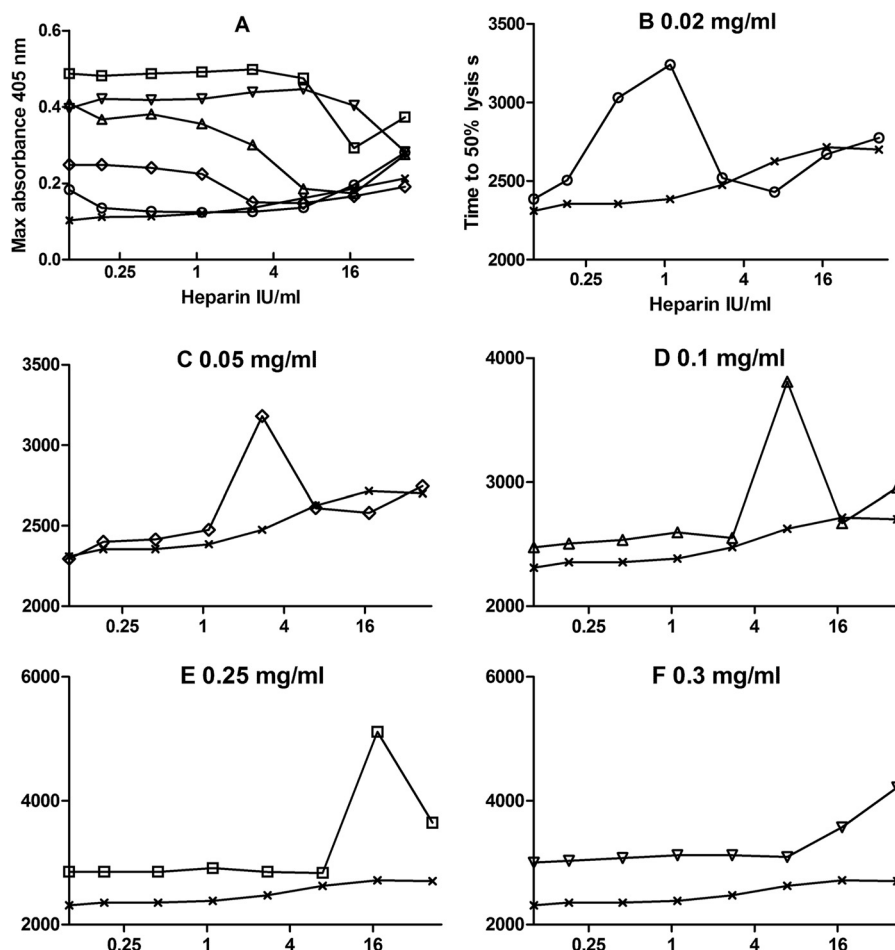 A
Max absorbance 405 nm
0.6
0.4
0.2
0.0
0.25 1 4 16
Heparin IU/ml
B 0.02 mg/ml
Time to 50% lysis s
3500
3000
2500
2000
0.25 1 4 16
Heparin IU/ml
C 0.05 mg/ml
3500
3000
2500
2000
0.25 1 4 16
D 0.1 mg/ml
4000
3000
2000
0.25 1 4 16
E 0.25 mg/ml
6000
4000
2000
0.25 1 4 16
F 0.3 mg/ml
6000
4000
2000
0.25 1 4 16